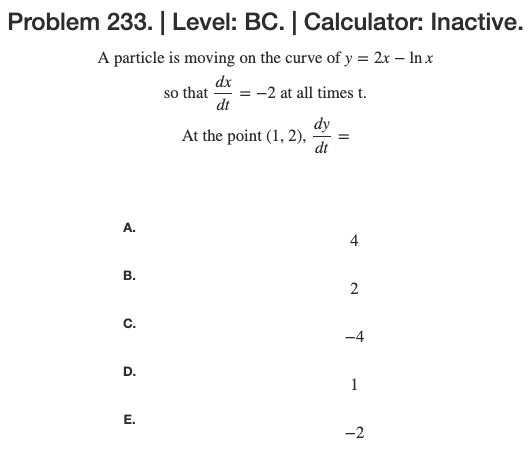 Problem 233. | Level: BC. | Calculator: Inactive.
A particle is moving on the curve of y = 2x − ln x
so that dx/dt = −2 at all times t.
At the point (1, 2), dy/dt =
A. 4
B. 2
C. −4
D. 1
E. −2